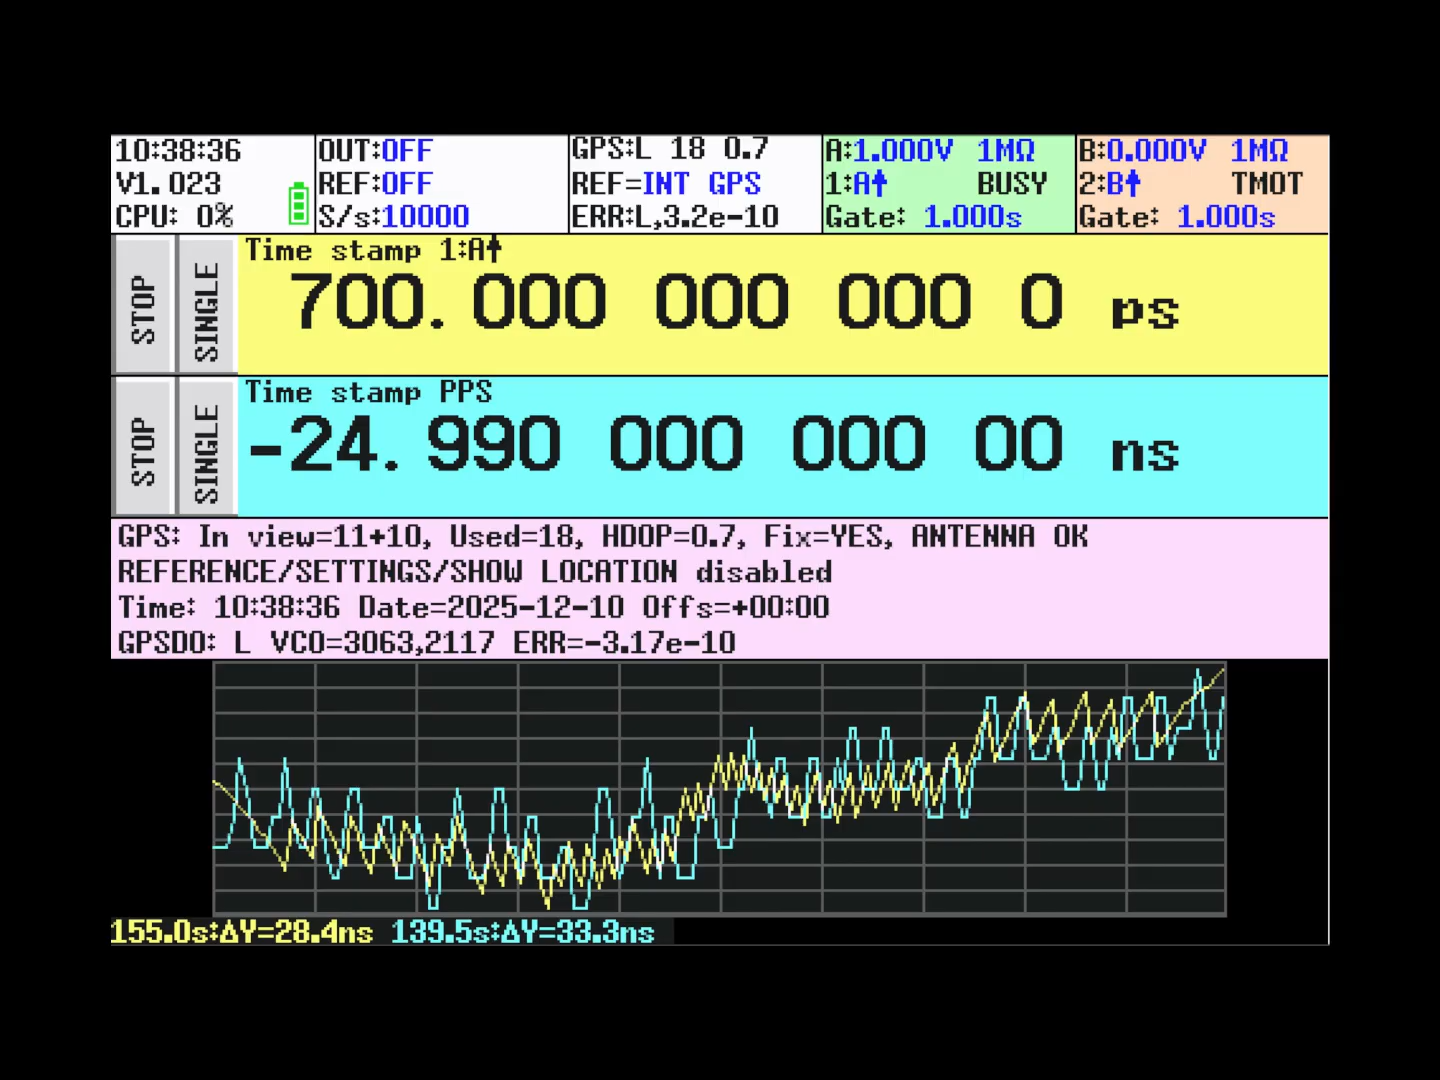 10:38:36
V1.023
CPU: 0%
OUT:OFF
REF:OFF
S/s:10000
GPS:L 18 0.7
REF=INT GPS
ERR:L,3.2e-10
A:1.000V 1MΩ
1:A↑ BUSY
Gate: 1.000s
B:0.000V 1MΩ
2:B↑ TMOT
Gate: 1.000s
STOP
SINGLE
Time stamp 1:A↑
700.000 000 000 0 ps
STOP
SINGLE
Time stamp PPS
-24.990 000 000 00 ns
GPS: In view=11+10, Used=18, HDOP=0.7, Fix=YES, ANTENNA OK
REFERENCE/SETTINGS/SHOW LOCATION disabled
Time: 10:38:36 Date=2025-12-10 Offs=+00:00
GPSDO: L VCO=3063,2117 ERR=-3.17e-10
155.0s:ΔY=28.4ns 139.5s:ΔY=33.3ns